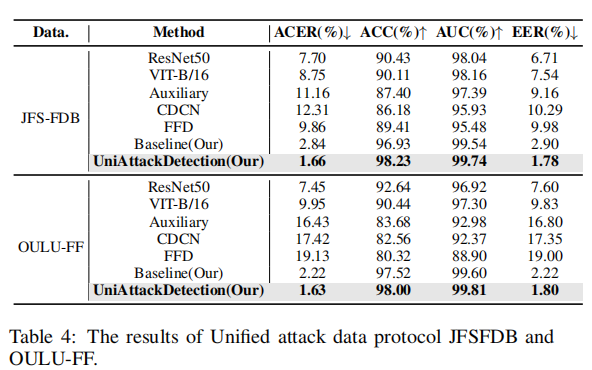 Data. Method ACER(%)↓ ACC(%)↑ AUC(%)↑ EER(%)↓
JFS-FDB
ResNet50 7.70 90.43 98.04 6.71
VIT-B/16 8.75 90.11 98.16 7.54
Auxiliary 11.16 87.40 97.39 9.16
CDCN 12.31 86.18 95.93 10.29
FFD 9.86 89.41 95.48 9.98
Baseline(Our) 2.84 96.93 99.54 2.90
UniAttackDetection(Our) 1.66 98.23 99.74 1.78
OULU-FF
ResNet50 7.45 92.64 96.92 7.60
VIT-B/16 9.95 90.44 97.30 9.83
Auxiliary 16.43 83.68 92.98 16.80
CDCN 17.42 82.56 92.37 17.35
FFD 19.13 80.32 88.90 19.00
Baseline(Our) 2.22 97.52 99.60 2.22
UniAttackDetection(Our) 1.63 98.00 99.81 1.80
Table 4: The results of Unified attack data protocol JFSFDB and
OULU-FF.